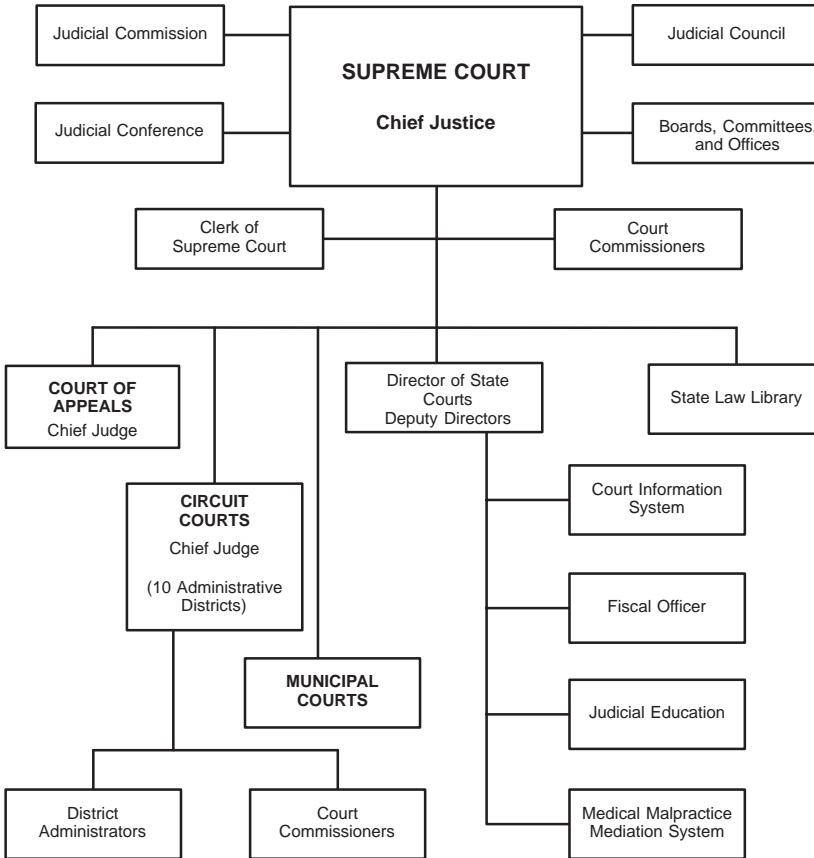 Judicial Commission
SUPREME COURT
Chief Justice
Judicial Council
Judicial Conference
Boards, Committees,
and Offices
Clerk of
Supreme Court
Court
Commissioners
COURT OF
APPEALS
Chief Judge
Director of State
Courts
Deputy Directors
State Law Library
CIRCUIT
COURTS
Chief Judge
(10 Administrative
Districts)
Court Information
System
Fiscal Officer
MUNICIPAL
COURTS
Judicial Education
District
Administrators
Court
Commissioners
Medical Malpractice
Mediation System